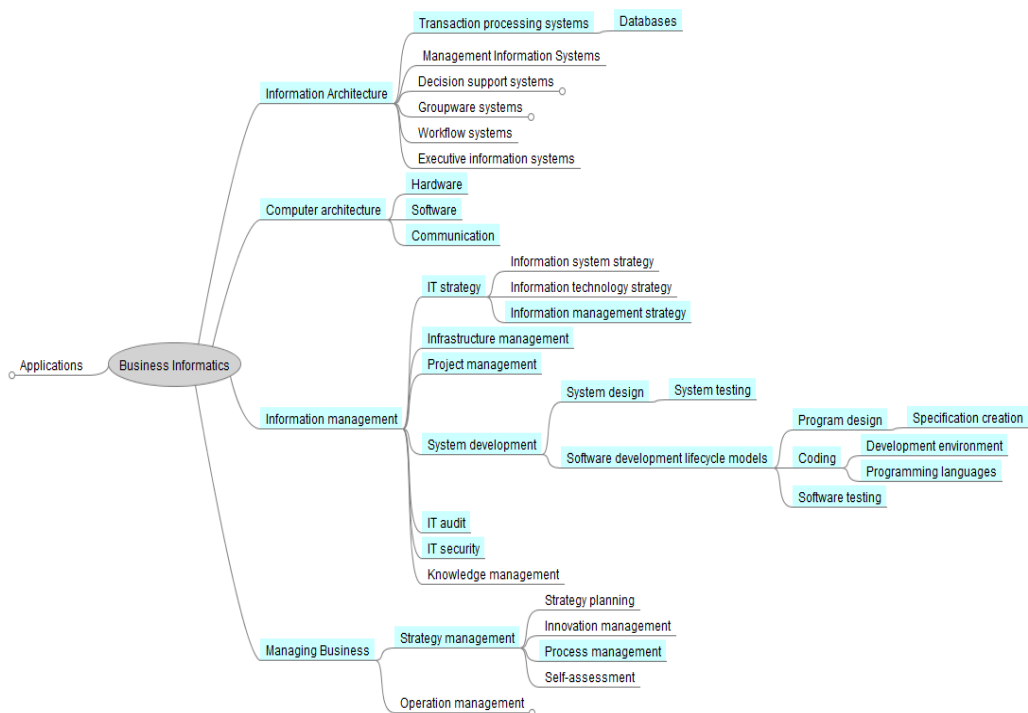 Applications
Business Informatics
Information Architecture
Transaction processing systems
Databases
Management Information Systems
Decision support systems
Groupware systems
Workflow systems
Executive information systems
Computer architecture
Hardware
Software
Communication
Information management
IT strategy
Information system strategy
Information technology strategy
Information management strategy
Infrastructure management
Project management
System development
System design
System testing
Software development lifecycle models
Program design
Specification creation
Coding
Development environment
Programming languages
Software testing
IT audit
IT security
Knowledge management
Managing Business
Strategy management
Strategy planning
Innovation management
Process management
Self-assessment
Operation management